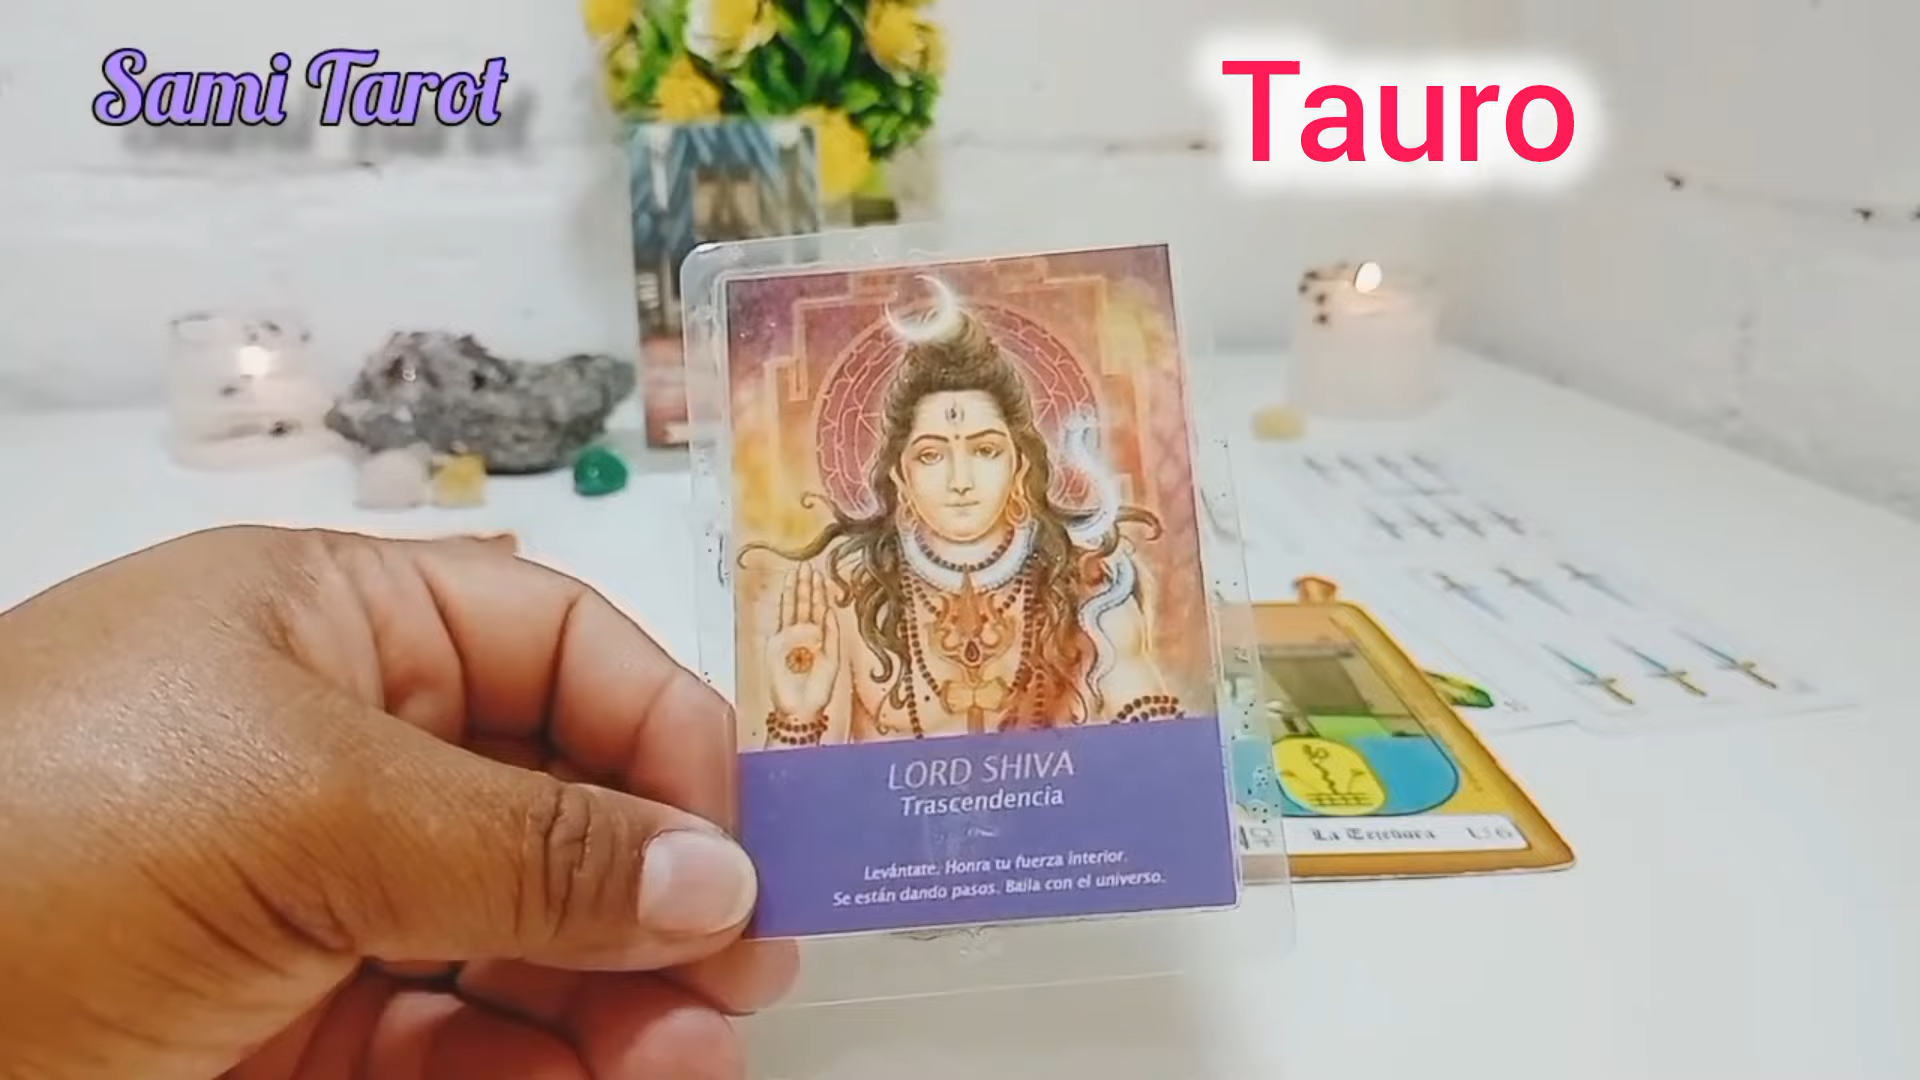 Sami Tarot
Tauro
LORD SHIVA
Trascendencia
Levántate. Honra tu fuerza interior.
Se están dando pasos. Baila con el universo.
La Tejedora 156